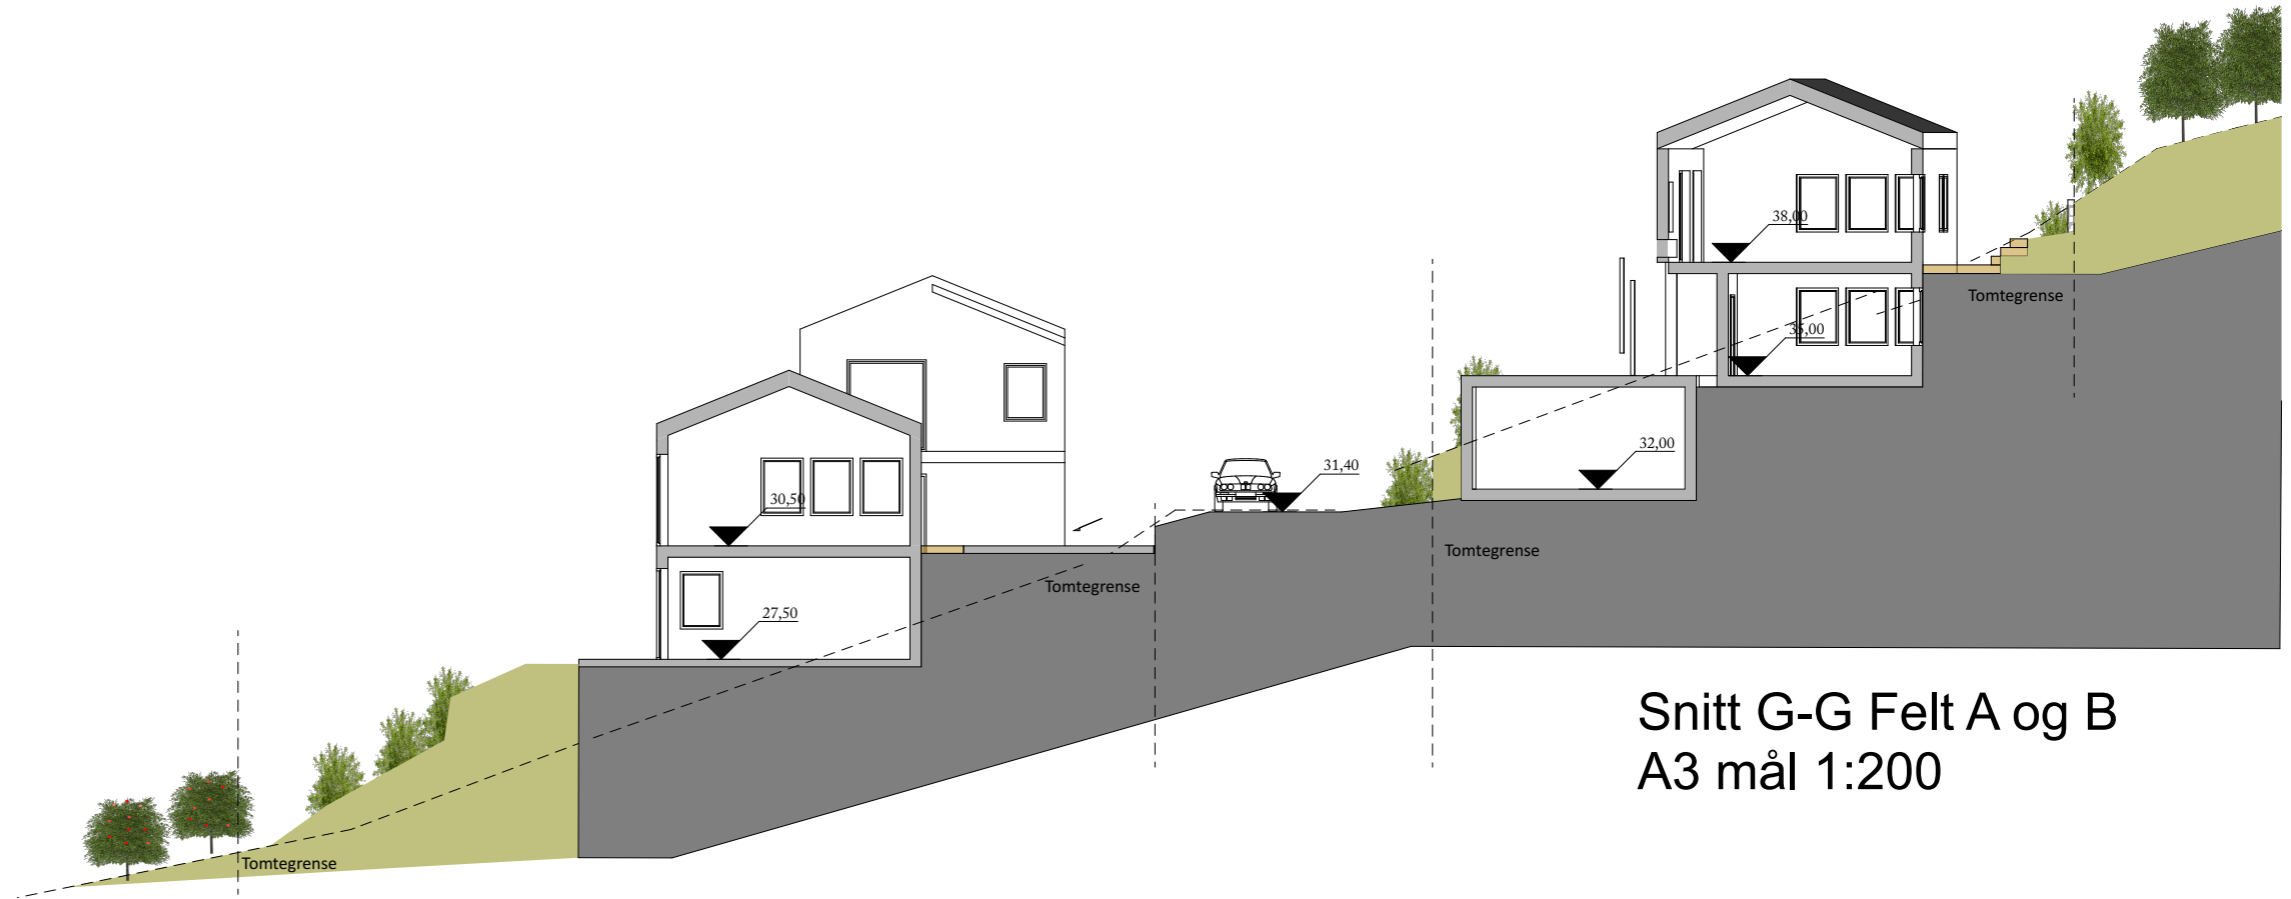 38,00
Tomtegrense
35,00
32,00
31,40
30,50
Tomtegrense
Tomtegrense
27,50
Snitt G-G Felt A og B
A3 mål 1:200
Tomtegrense